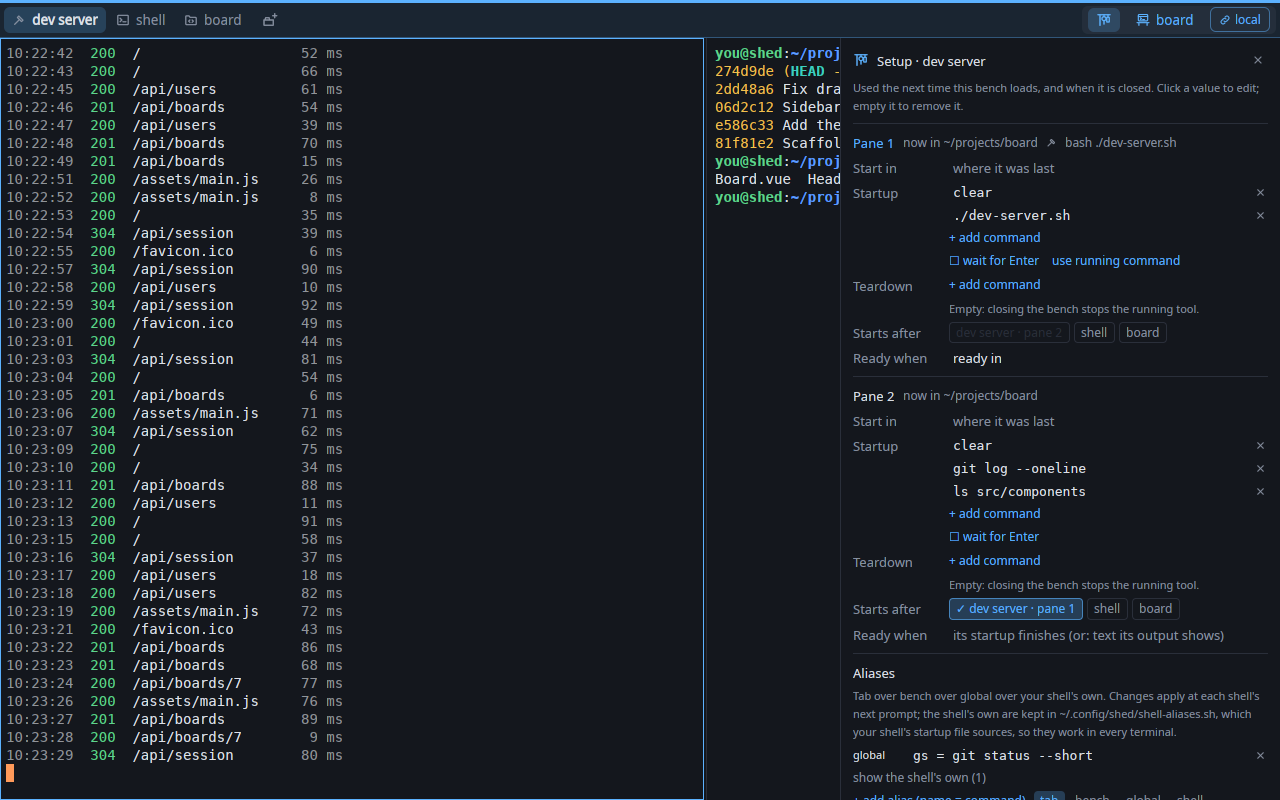 dev server shell board board local
10:22:42 200 / 52 ms
10:22:43 200 / 66 ms
10:22:45 200 /api/users 61 ms
10:22:46 201 /api/boards 54 ms
10:22:47 200 /api/users 39 ms
10:22:48 201 /api/boards 70 ms
10:22:49 201 /api/boards 15 ms
10:22:51 200 /assets/main.js 26 ms
10:22:52 200 /assets/main.js 8 ms
10:22:53 200 / 35 ms
10:22:54 304 /api/session 39 ms
10:22:55 200 /favicon.ico 6 ms
10:22:57 304 /api/session 90 ms
10:22:58 200 /api/users 10 ms
10:22:59 304 /api/session 92 ms
10:23:00 200 /favicon.ico 49 ms
10:23:01 200 / 44 ms
10:23:03 304 /api/session 81 ms
10:23:04 200 / 54 ms
10:23:05 201 /api/boards 6 ms
10:23:06 200 /assets/main.js 71 ms
10:23:07 304 /api/session 62 ms
10:23:09 200 / 75 ms
10:23:10 200 / 34 ms
10:23:11 201 /api/boards 88 ms
10:23:12 200 /api/users 11 ms
10:23:13 200 / 91 ms
10:23:15 200 / 58 ms
10:23:16 304 /api/session 37 ms
10:23:17 200 /api/users 18 ms
10:23:18 200 /api/users 82 ms
10:23:19 200 /assets/main.js 72 ms
10:23:21 200 /favicon.ico 43 ms
10:23:22 201 /api/boards 86 ms
10:23:23 201 /api/boards 68 ms
10:23:24 200 /api/boards/7 77 ms
10:23:26 200 /assets/main.js 76 ms
10:23:27 201 /api/boards 89 ms
10:23:28 200 /api/boards/7 9 ms
10:23:29 304 /api/session 80 ms
you@shed:~/proj
274d9de (HEAD -
2dd48a6 Fix dra
06d2c12 Sidebar
e586c33 Add the
81f81e2 Scaffol
you@shed:~/proj
Board.vue Head
you@shed:~/proj
Setup · dev server ×
Used the next time this bench loads, and when it is closed. Click a value to edit;
empty it to remove it.
Pane 1 now in ~/projects/board bash ./dev-server.sh
Start in where it was last
Startup clear ×
./dev-server.sh ×
+ add command
☐ wait for Enter use running command
Teardown + add command
Empty: closing the bench stops the running tool.
Starts after dev server · pane 2 shell board
Ready when ready in
Pane 2 now in ~/projects/board
Start in where it was last
Startup clear ×
git log --oneline ×
ls src/components ×
+ add command
☐ wait for Enter
Teardown + add command
Empty: closing the bench stops the running tool.
Starts after ✓ dev server · pane 1 shell board
Ready when its startup finishes (or: text its output shows)
Aliases
Tab over bench over global over your shell's own. Changes apply at each shell's
next prompt; the shell's own are kept in ~/.config/shed/shell-aliases.sh, which
your shell's startup file sources, so they work in every terminal.
global gs = git status --short ×
show the shell's own (1)
+ add alias (name = command) tab bench global shell